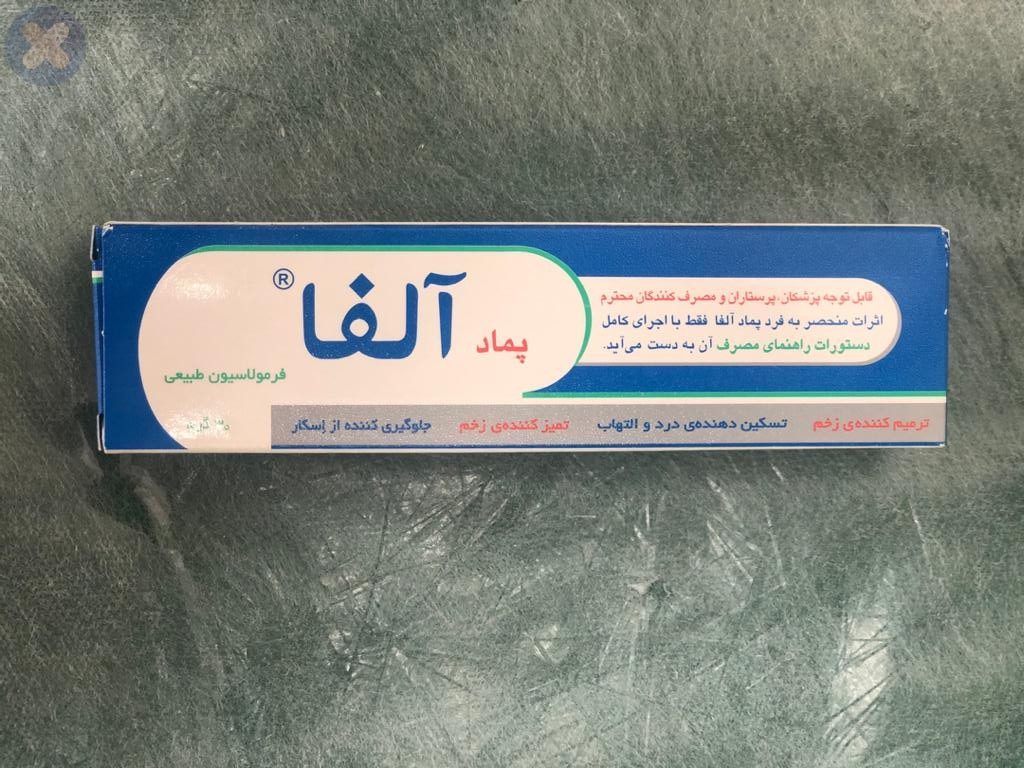 پماد آلفا ®
فرمولاسیون طبیعی
۳۰ گرم
قابل توجه پزشکان، پرستاران و مصرف کنندگان محترم
اثرات منحصر به فرد پماد آلفا فقط با اجرای کامل
دستورات راهنمای مصرف آن به دست می‌آید.
ترمیم کننده‌ی زخم تسکین دهنده‌ی درد و التهاب تمیز کننده‌ی زخم جلوگیری کننده از اسکار